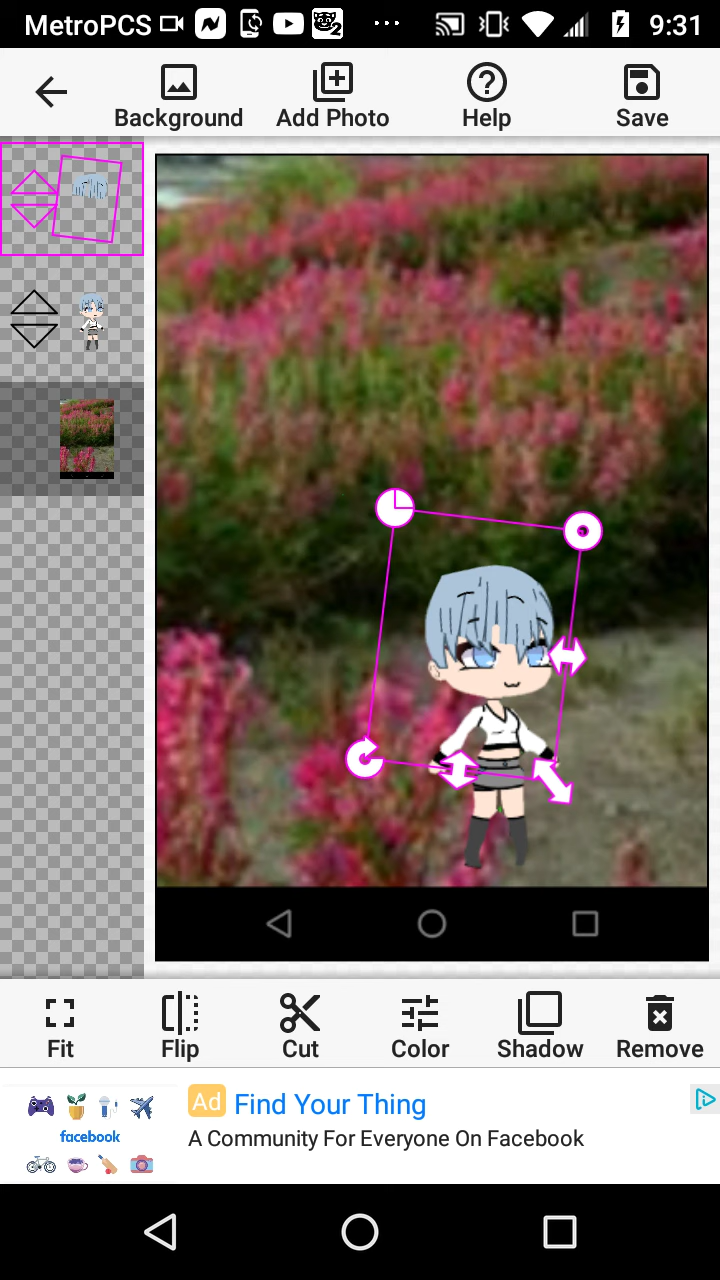 MetroPCS 2 ... 9:31
Background Add Photo Help Save
Fit Flip Cut Color Shadow Remove
Ad Find Your Thing
facebook
A Community For Everyone On Facebook